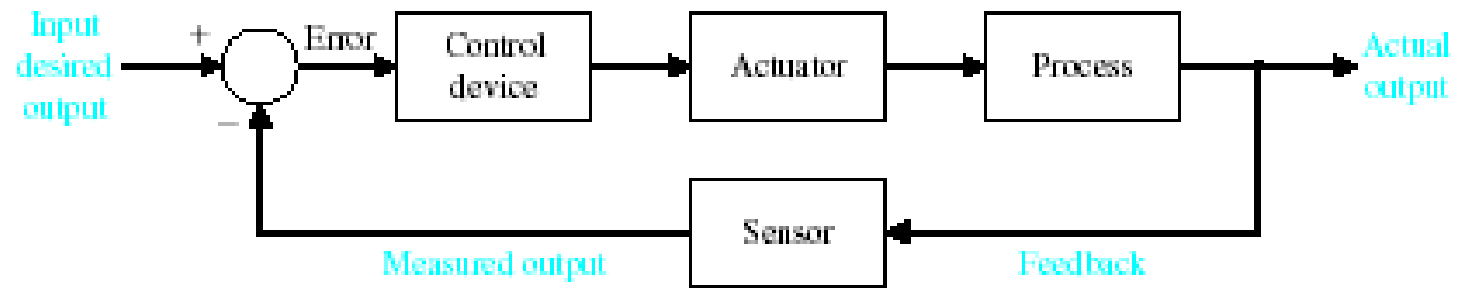 Input
desired
output
+
−
Error
Control
device
Actuator
Process
Actual
output
Sensor
Measured output
Feedback